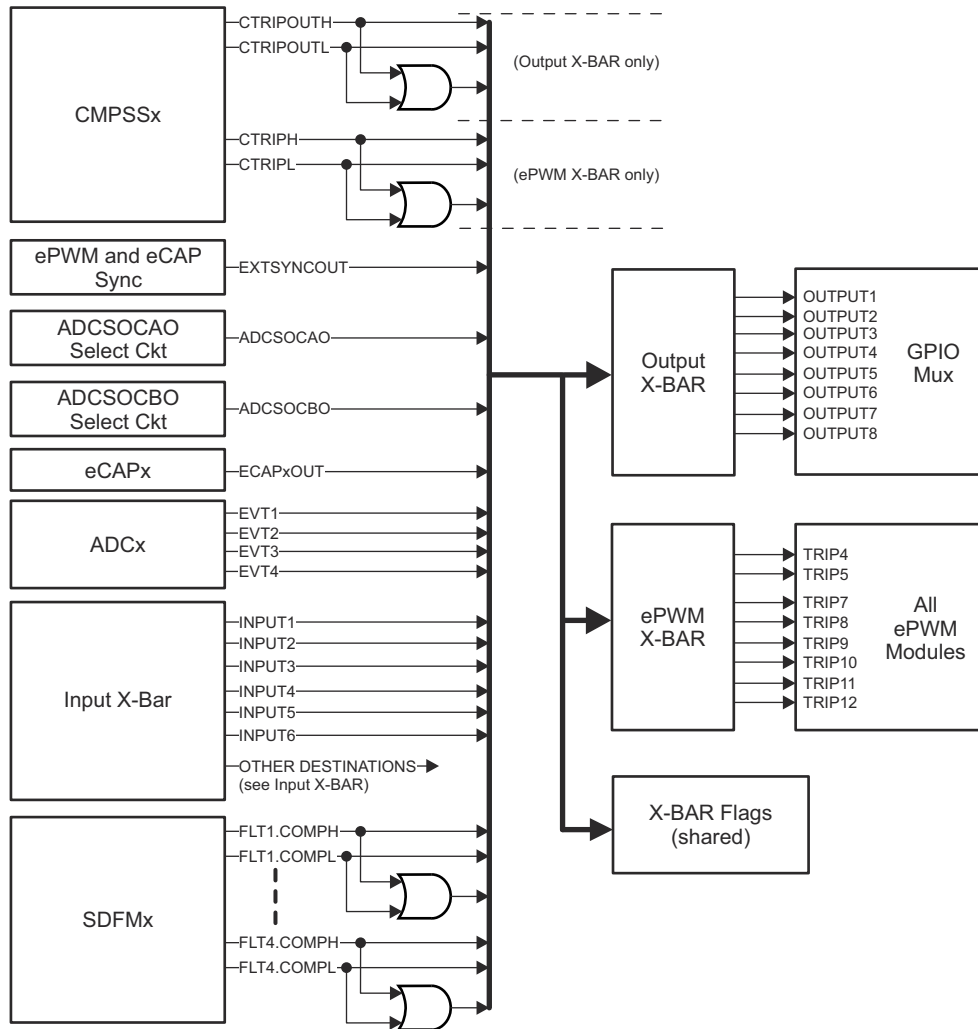 CTRIPOUTH
CTRIPOUTL
(Output X-BAR only)
CMPSSx
CTRIPH
CTRIPL
(ePWM X-BAR only)
ePWM and eCAP
Sync
EXTSYNCOUT
ADCSOCAO
Select Ckt
ADCSOCAO
ADCSOCBO
Select Ckt
ADCSOCBO
eCAPx
ECAPxOUT
ADCx
EVT1
EVT2
EVT3
EVT4
Input X-Bar
INPUT1
INPUT2
INPUT3
INPUT4
INPUT5
INPUT6
OTHER DESTINATIONS
(see Input X-BAR)
SDFMx
FLT1.COMPH
FLT1.COMPL
FLT4.COMPH
FLT4.COMPL
Output
X-BAR
OUTPUT1
OUTPUT2
OUTPUT3
OUTPUT4
OUTPUT5
OUTPUT6
OUTPUT7
OUTPUT8
GPIO
Mux
ePWM
X-BAR
TRIP4
TRIP5
TRIP7
TRIP8
TRIP9
TRIP10
TRIP11
TRIP12
All
ePWM
Modules
X-BAR Flags
(shared)